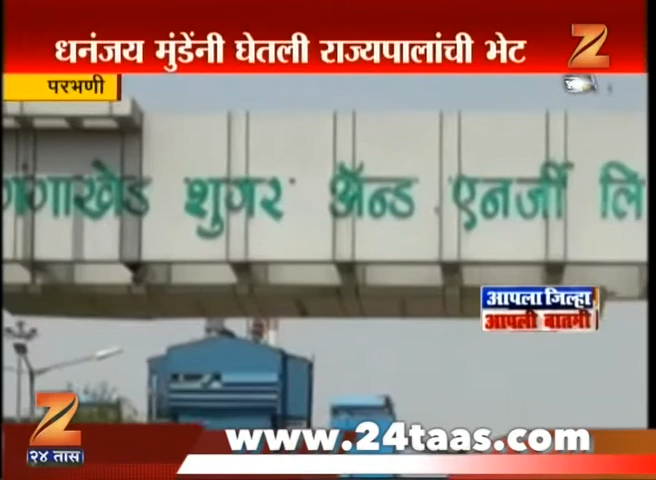 धनंजय मुंडेंनी घेतली राज्यपालांची भेट
परभणी
गंगाखेड शुगर ॲन्ड एनर्जी लि
आपला जिल्हा
आपली बातमी
www.24taas.com
२४ तास